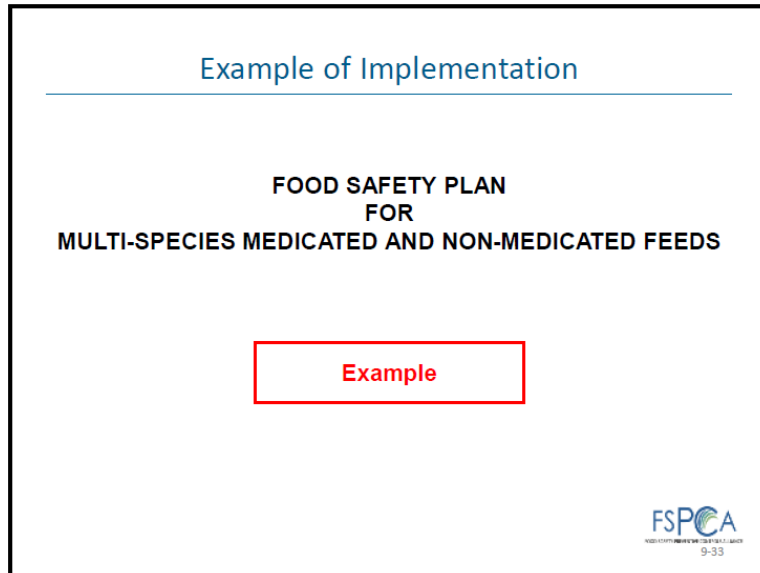 Example of Implementation
FOOD SAFETY PLAN
FOR
MULTI-SPECIES MEDICATED AND NON-MEDICATED FEEDS
Example
FSPCA
9-33